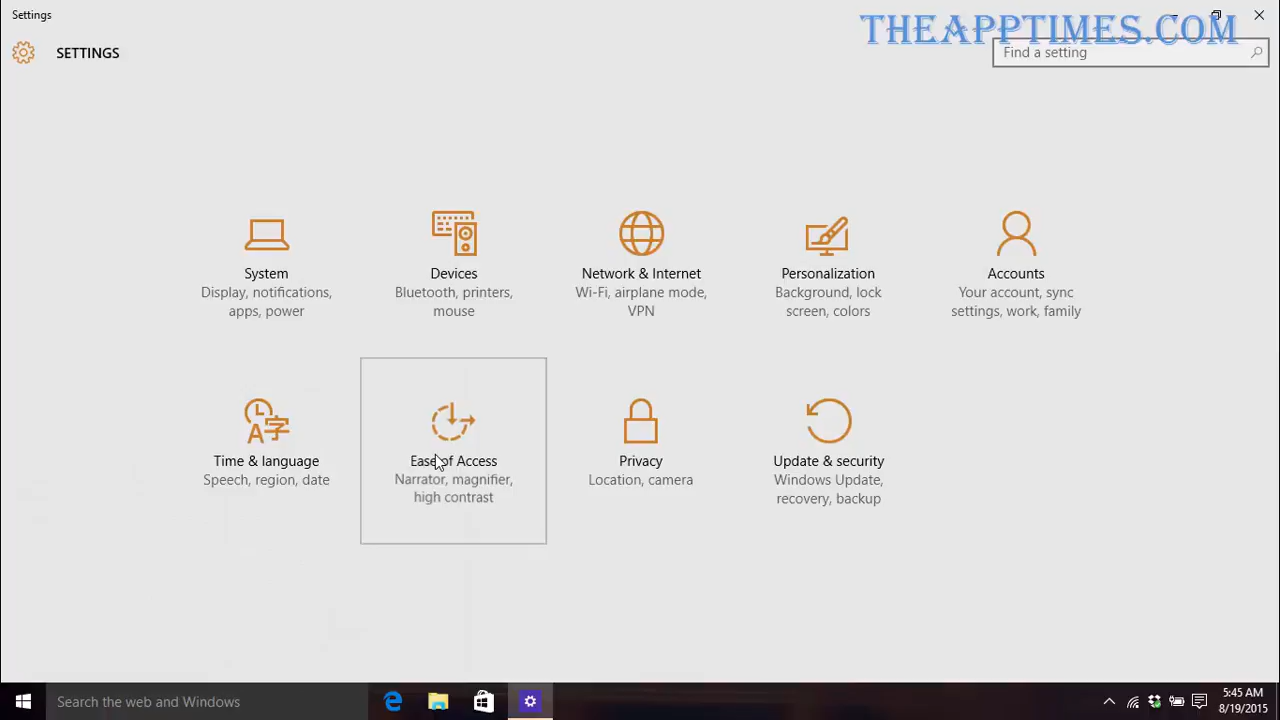 Settings
THEAPPTIMES.COM
SETTINGS
Find a setting
System
Display, notifications,
apps, power
Devices
Bluetooth, printers,
mouse
Network & Internet
Wi-Fi, airplane mode,
VPN
Personalization
Background, lock
screen, colors
Accounts
Your account, sync
settings, work, family
Time & language
Speech, region, date
Ease of Access
Narrator, magnifier,
high contrast
Privacy
Location, camera
Update & security
Windows Update,
recovery, backup
Search the web and Windows
5:45 AM
8/19/2015